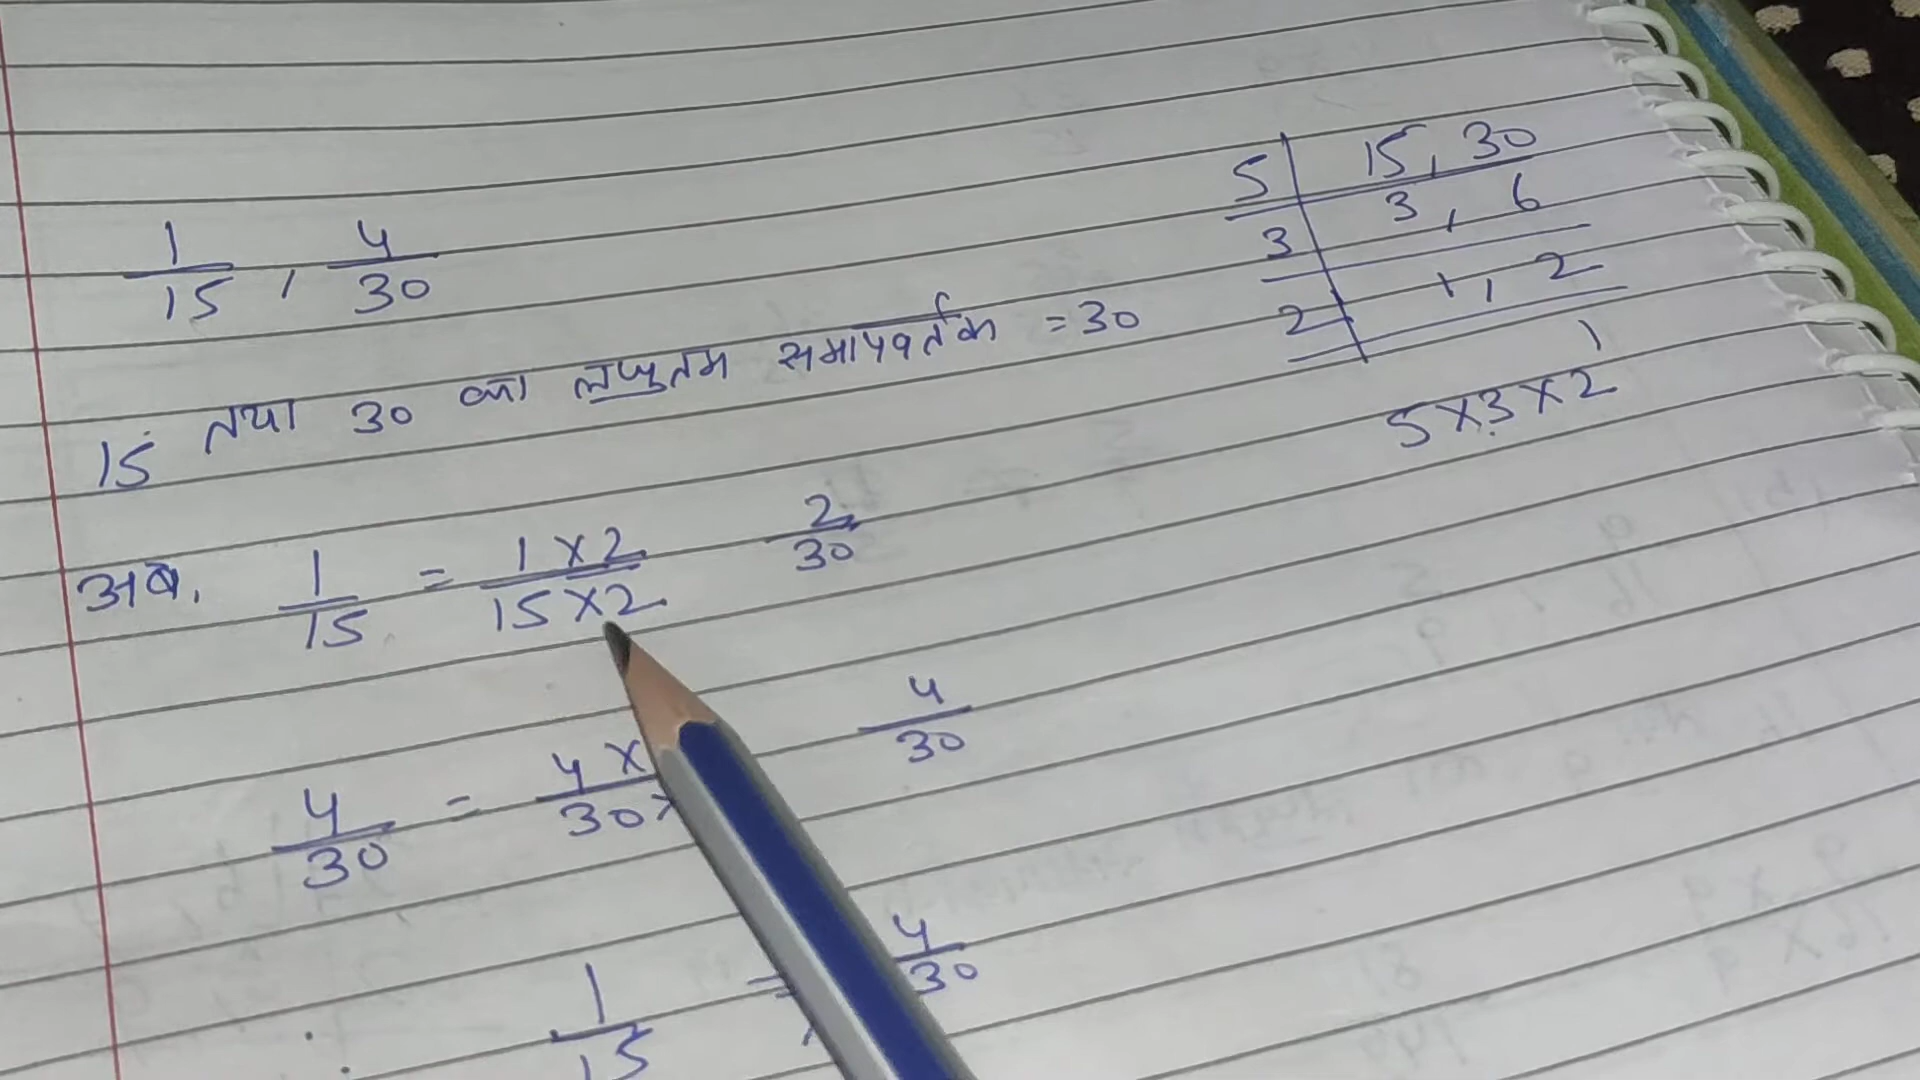 5 | 15, 30
3 | 3, 6
2 | 1, 2
1
5×3×2
1/15, 4/30
15 तथा 30 का लघुतम समापवर्तक = 30
अब, 1/15 = 1×2/15×2 2/30
4/30 = 4× / 30× 4/30
1/15 = 4/30